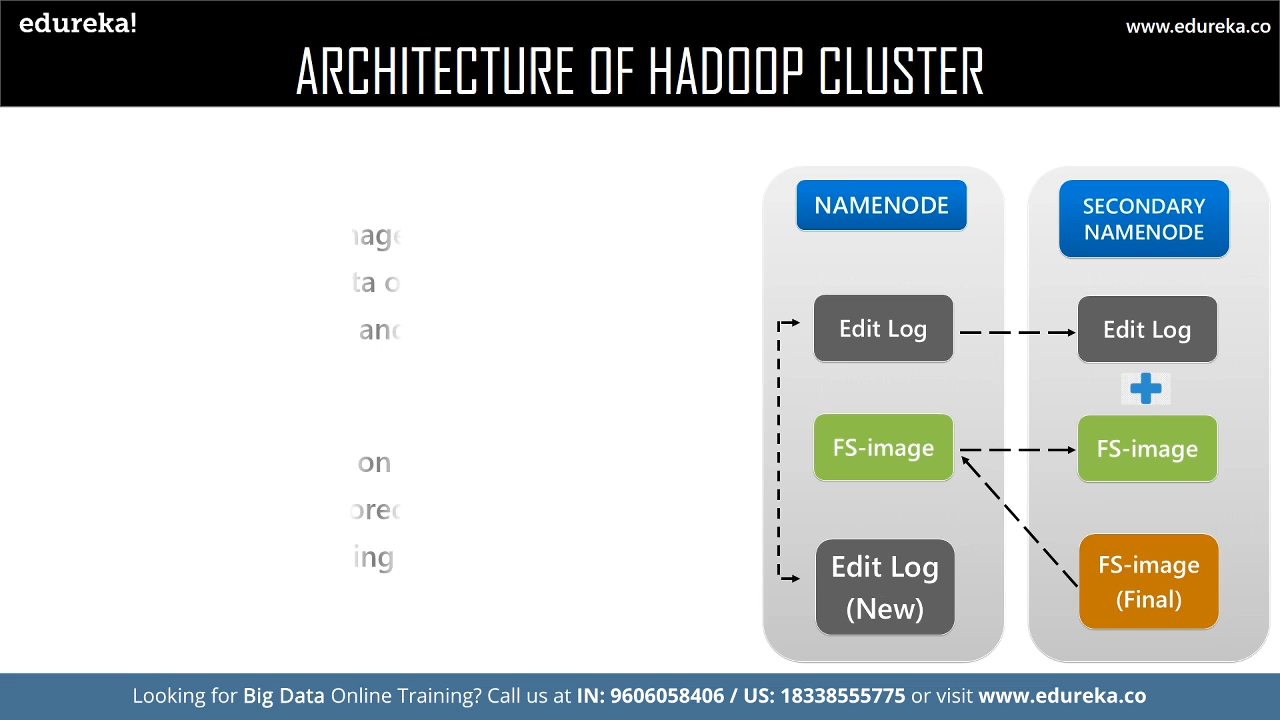 edureka!
www.edureka.co
ARCHITECTURE OF HADOOP CLUSTER
and
on
NAMENODE
Edit Log
FS-image
Edit Log
(New)
SECONDARY
NAMENODE
Edit Log
FS-image
FS-image
(Final)
Looking for Big Data Online Training? Call us at IN: 9606058406 / US: 18338555775 or visit www.edureka.co